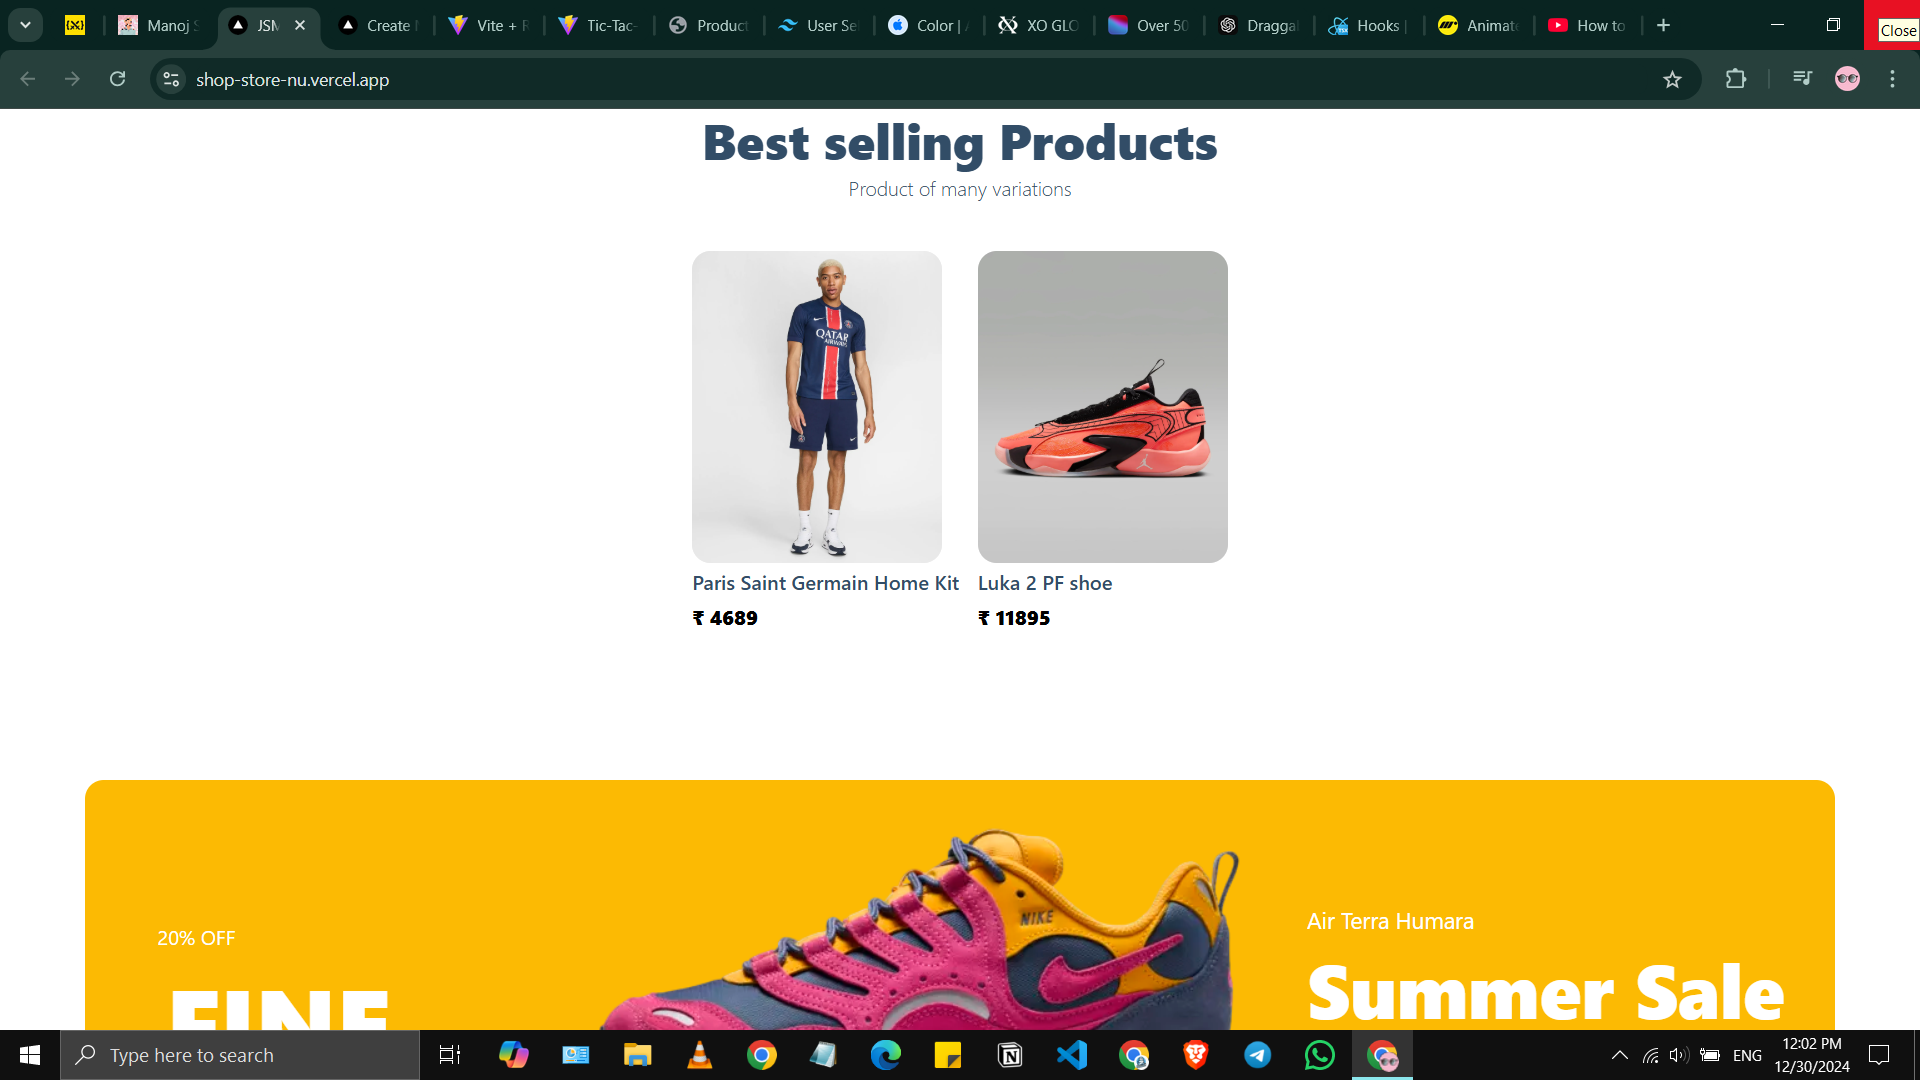 Manoj S
JSM
Create N
Vite + R
Tic-Tac-
Product
User Se
Color | A
XO GLO
Over 50
Dragga
Hooks |
Animate
How to
Close
shop-store-nu.vercel.app
Best selling Products
Product of many variations
QATAR
AIRWAYS
Paris Saint Germain Home Kit
₹ 4689
Luka 2 PF shoe
₹ 11895
20% OFF
FINE
NIKE
Air Terra Humara
Summer Sale
Type here to search
ENG
12:02 PM
12/30/2024